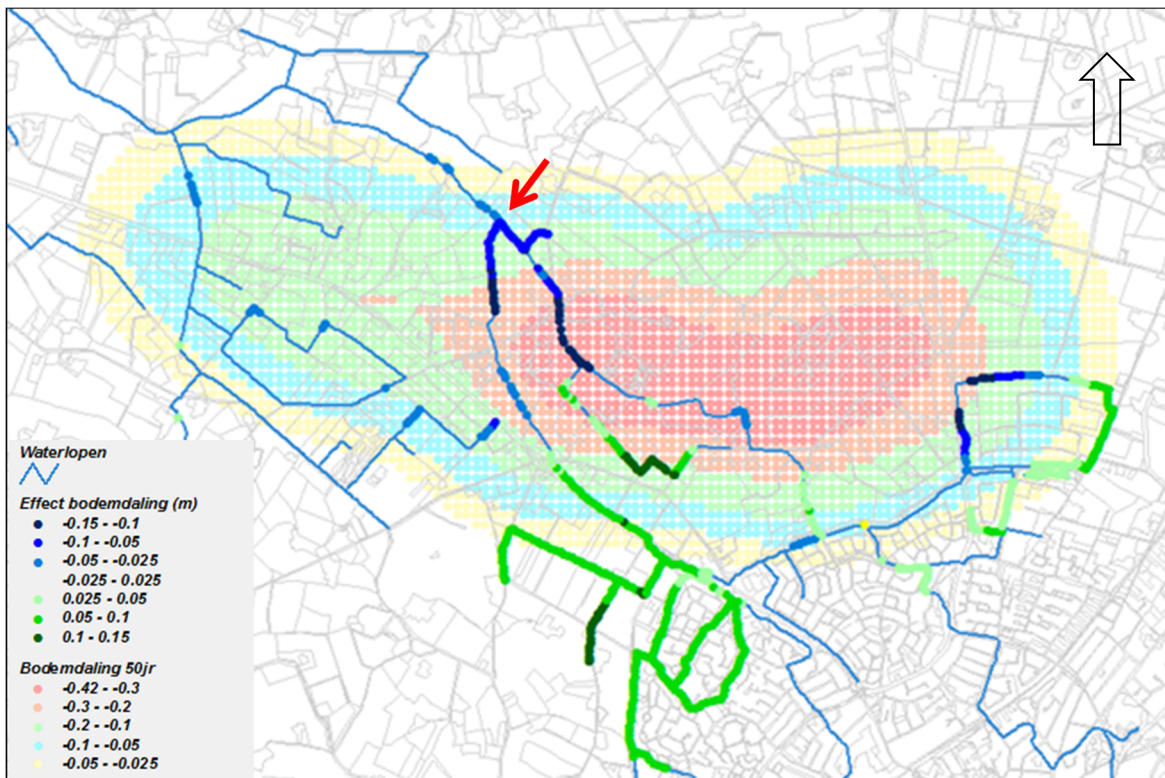 Waterlopen
Effect bodemdaling (m)
-0.15 - -0.1
-0.1 - -0.05
-0.05 - -0.025
-0.025 - 0.025
0.025 - 0.05
0.05 - 0.1
0.1 - 0.15
Bodemdaling 50jr
-0.42 - -0.3
-0.3 - -0.2
-0.2 - -0.1
-0.1 - -0.05
-0.05 - -0.025